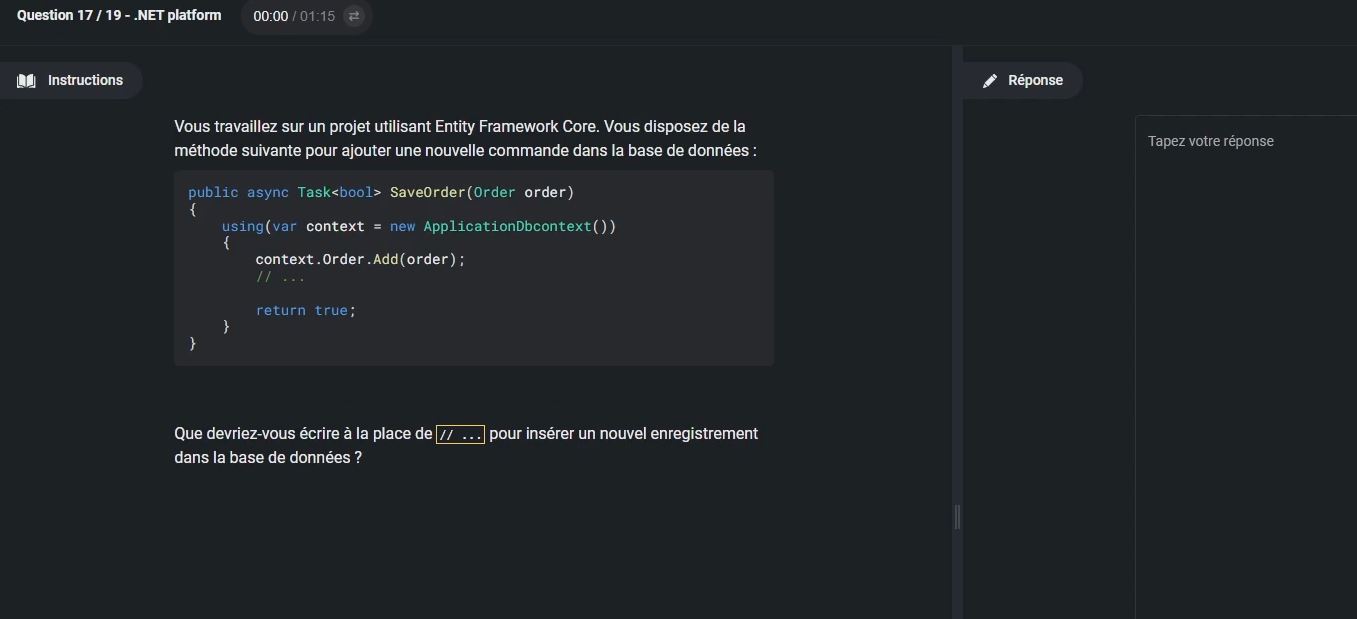 Question 17 / 19 - .NET platform
00:00 / 01:15
Instructions
Réponse
Vous travaillez sur un projet utilisant Entity Framework Core. Vous disposez de la
méthode suivante pour ajouter une nouvelle commande dans la base de données :
public async Task<bool> SaveOrder(Order order)
{
    using(var context = new ApplicationDbcontext())
    {
        context.Order.Add(order);
        // ...
        return true;
    }
}
Que devriez-vous écrire à la place de // ... pour insérer un nouvel enregistrement
dans la base de données ?
Tapez votre réponse